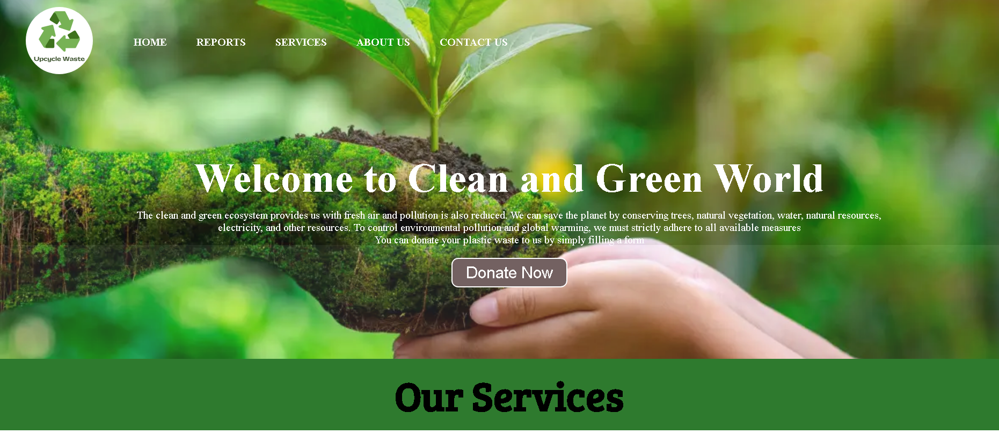 Upcycle Waste
HOME REPORTS SERVICES ABOUT US CONTACT US
Welcome to Clean and Green World
The clean and green ecosystem provides us with fresh air and pollution is also reduced. We can save the planet by conserving trees, natural vegetation, water, natural resources,
electricity, and other resources. To control environmental pollution and global warming, we must strictly adhere to all available measures
You can donate your plastic waste to us by simply filling a form
Donate Now
Our Services